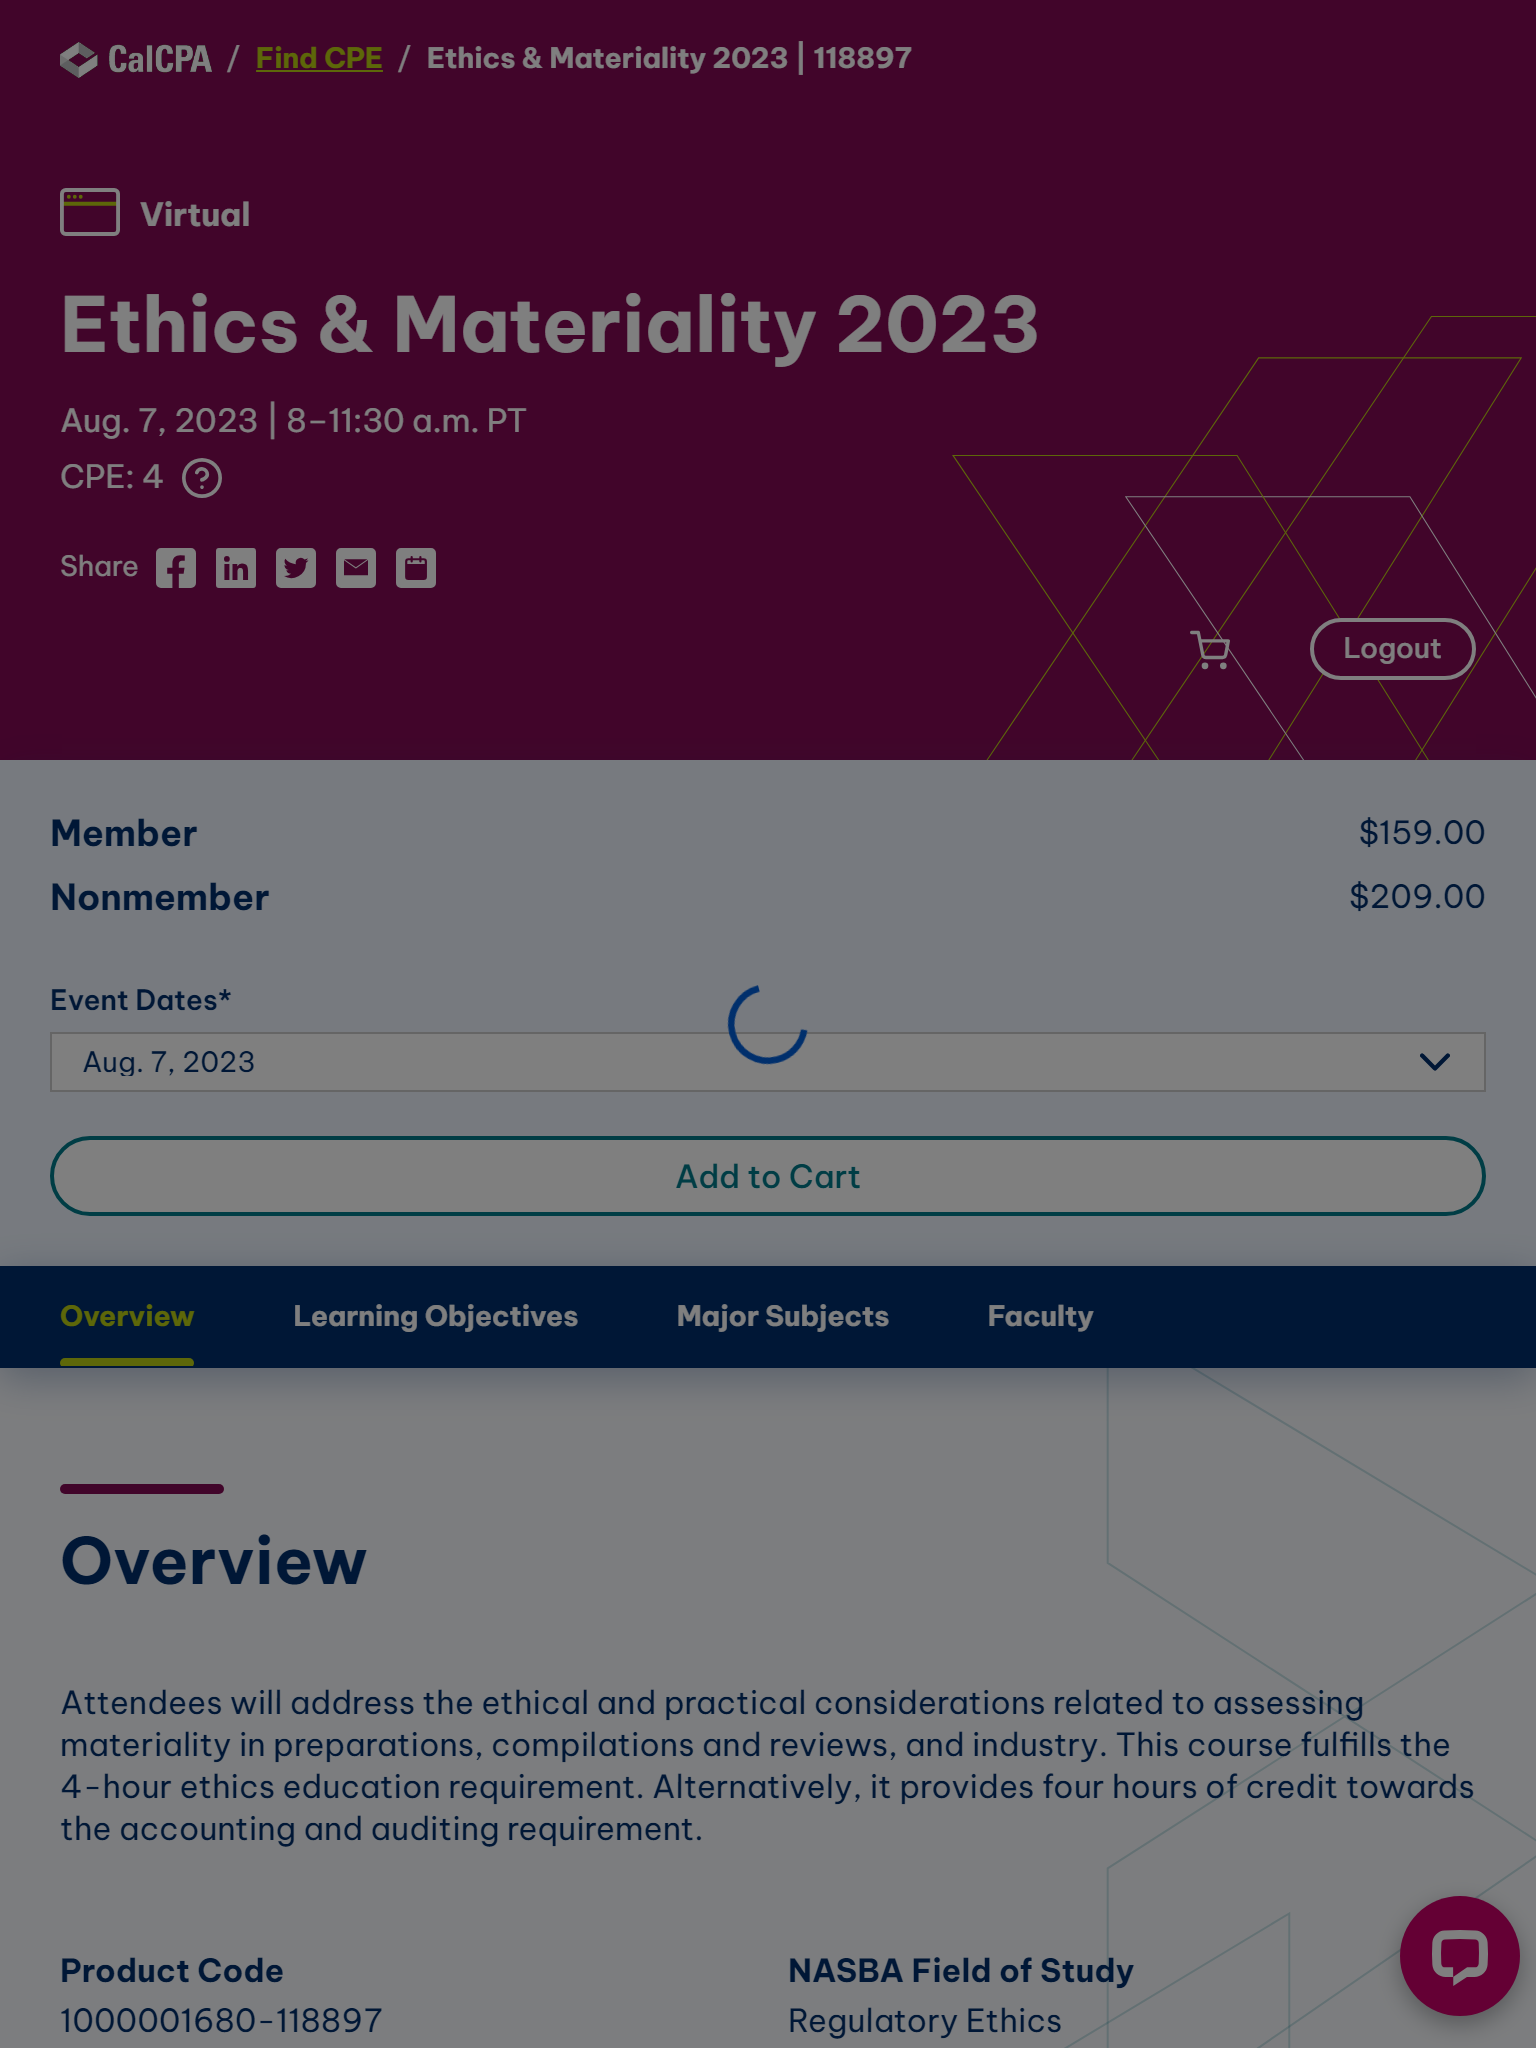 CalCPA / Find CPE / Ethics & Materiality 2023 | 118897
Virtual
Ethics & Materiality 2023
Aug. 7, 2023 | 8–11:30 a.m. PT
CPE: 4 ?
Share
Logout
Member $159.00
Nonmember $209.00
Event Dates*
Aug. 7, 2023
Add to Cart
Overview Learning Objectives Major Subjects Faculty
Overview
Attendees will address the ethical and practical considerations related to assessing
materiality in preparations, compilations and reviews, and industry. This course fulfills the
4-hour ethics education requirement. Alternatively, it provides four hours of credit towards
the accounting and auditing requirement.
Product Code NASBA Field of Study
1000001680-118897 Regulatory Ethics